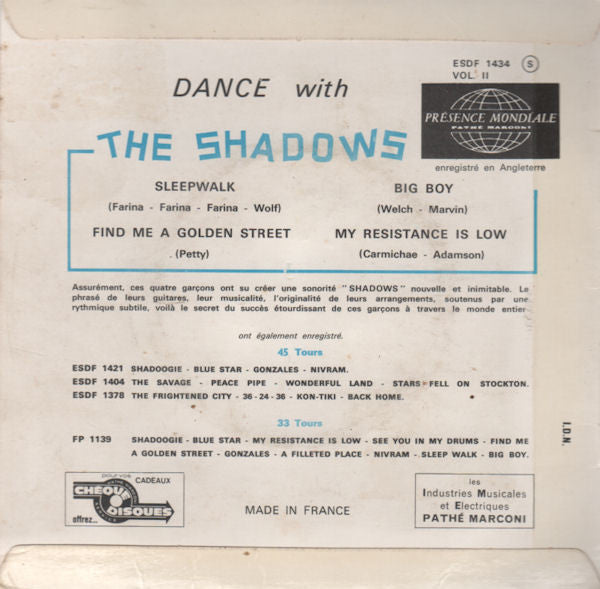 ESDF 1434 S
VOL. II
DANCE with
THE SHADOWS
PRÉSENCE MONDIALE
PATHÉ MARCONI
enregistré en Angleterre
SLEEPWALK
(Farina - Farina - Farina - Wolf)
BIG BOY
(Welch - Marvin)
FIND ME A GOLDEN STREET
(Petty)
MY RESISTANCE IS LOW
(Carmichae - Adamson)
Assurément, ces quatre garçons ont su créer une sonorité "SHADOWS" nouvelle et inimitable. Le
phrasé de leurs guitares, leur musicalité, l'originalité de leurs arrangements, soutenus par une
rythmique subtile, voilà le secret du succès étourdissant de ces garçons à travers le monde entier
ont également enregistré.
45 Tours
ESDF 1421 SHADOOGIE - BLUE STAR - GONZALES - NIVRAM.
ESDF 1404 THE SAVAGE - PEACE PIPE - WONDERFUL LAND - STARS FELL ON STOCKTON.
ESDF 1378 THE FRIGHTENED CITY - 36-24-36 - KON-TIKI - BACK HOME.
33 Tours
FP 1139 SHADOOGIE - BLUE STAR - MY RESISTANCE IS LOW - SEE YOU IN MY DRUMS - FIND ME
A GOLDEN STREET - GONZALES - A FILLETED PLACE - NIVRAM - SLEEP WALK - BIG BOY.
I.D.N.
pour vos
CADEAUX
CHEQUE
DISQUES
offrez...
MADE IN FRANCE
les
Industries Musicales
et Electriques
PATHÉ MARCONI